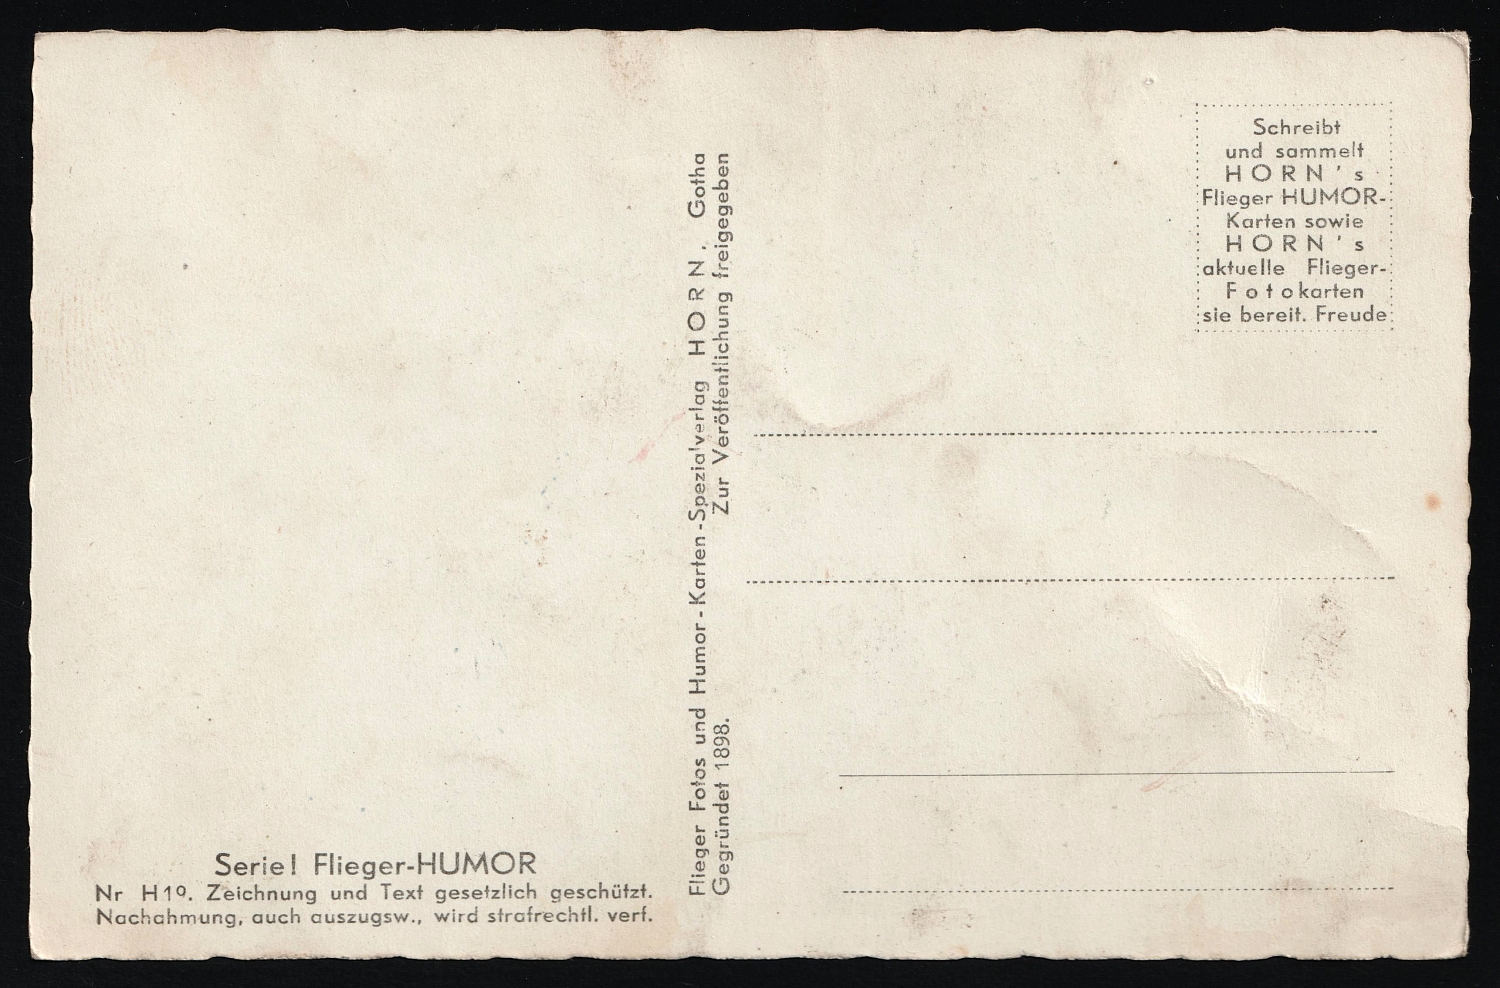 Schreibt
und sammelt
HORN's
Flieger HUMOR-
Karten sowie
HORN's
aktuelle Flieger-
Fotokarten
sie bereit. Freude
Flieger Fotos und Humor-Karten-Spezialverlag HORN, Gotha
Gegründet 1898. Zur Veröffentlichung freigegeben
Serie! Flieger-HUMOR
Nr H10. Zeichnung und Text gesetzlich geschützt.
Nachahmung, auch auszugsw., wird strafrechtl. verf.